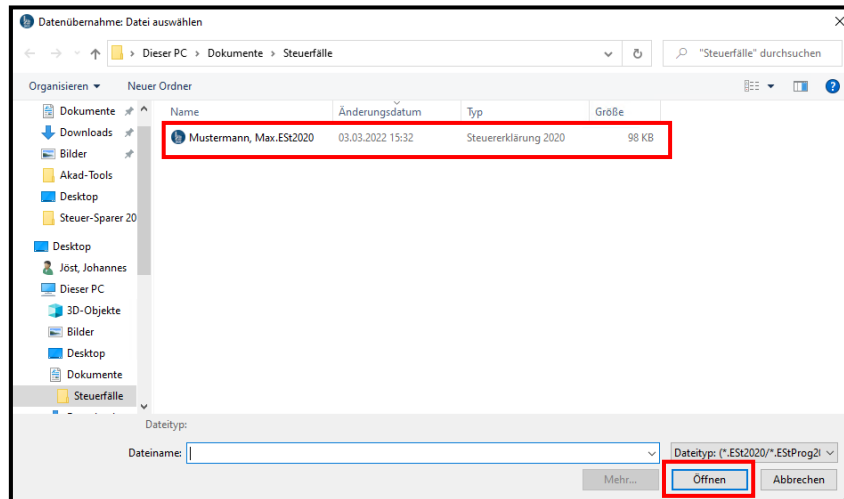 Datenübernahme: Datei auswählen
Dieser PC > Dokumente > Steuerfälle
"Steuerfälle" durchsuchen
Organisieren
Neuer Ordner
Name Änderungsdatum Typ Größe
Mustermann, Max.ESt2020 03.03.2022 15:32 Steuererklärung 2020 98 KB
Dokumente
Downloads
Bilder
Akad-Tools
Desktop
Steuer-Sparer 20
Desktop
Jöst, Johannes
Dieser PC
3D-Objekte
Bilder
Desktop
Dokumente
Steuerfälle
Dateityp:
Dateiname:
Dateityp: (*.ESt2020/*.EStProg2
Mehr...
Öffnen
Abbrechen